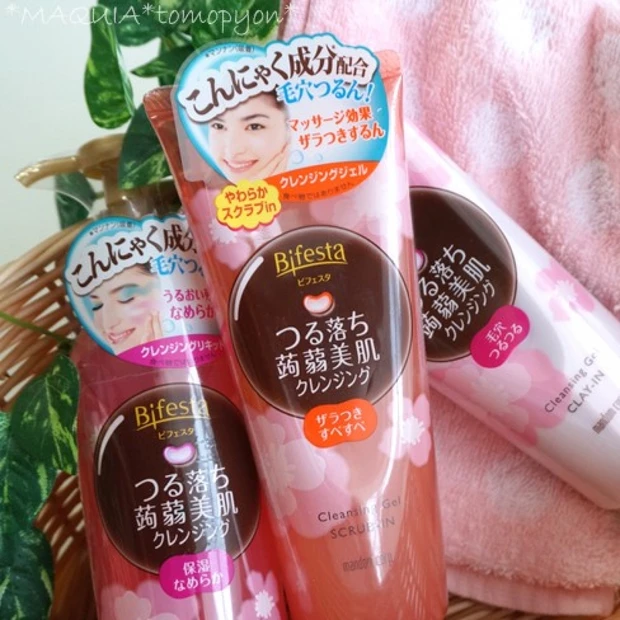 *MAQUIA*tomopyon*
こんにゃく成分配合
毛穴つるん!
マッサージ効果
ザラつきするん
クレンジングジェル
やわらか
スクラブin
Bifesta
ビフェスタ
つる落ち
蒟蒻美肌
クレンジング
ザラつき
すべすべ
Cleansing Gel
SCRUB-IN
こんにゃく成分
毛穴つる
うるおい
なめらか
クレンジングリキッド
Bifesta
ビフェスタ
つる落ち
蒟蒻美肌
クレンジング
保湿
なめらか
つる落ち
蒟蒻美肌
クレンジング
毛穴
つるつる
Cleansing Gel
CLAY-IN